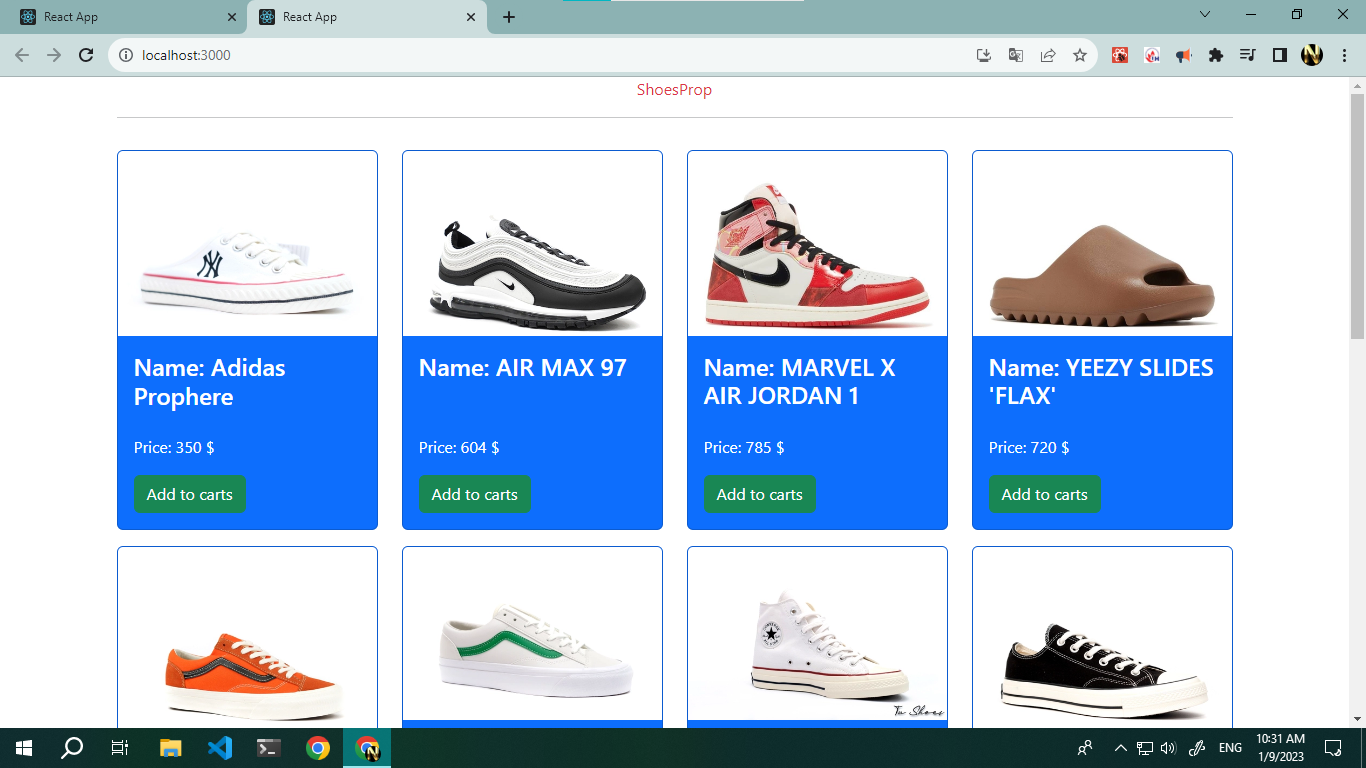 React App
React App
localhost:3000
ShoesProp
NY
Name: Adidas
Prophere
Price: 350 $
Add to carts
Name: AIR MAX 97
Price: 604 $
Add to carts
Name: MARVEL X
AIR JORDAN 1
Price: 785 $
Add to carts
Name: YEEZY SLIDES
'FLAX'
Price: 720 $
Add to carts
Tu Shoes
ENG
10:31 AM
1/9/2023